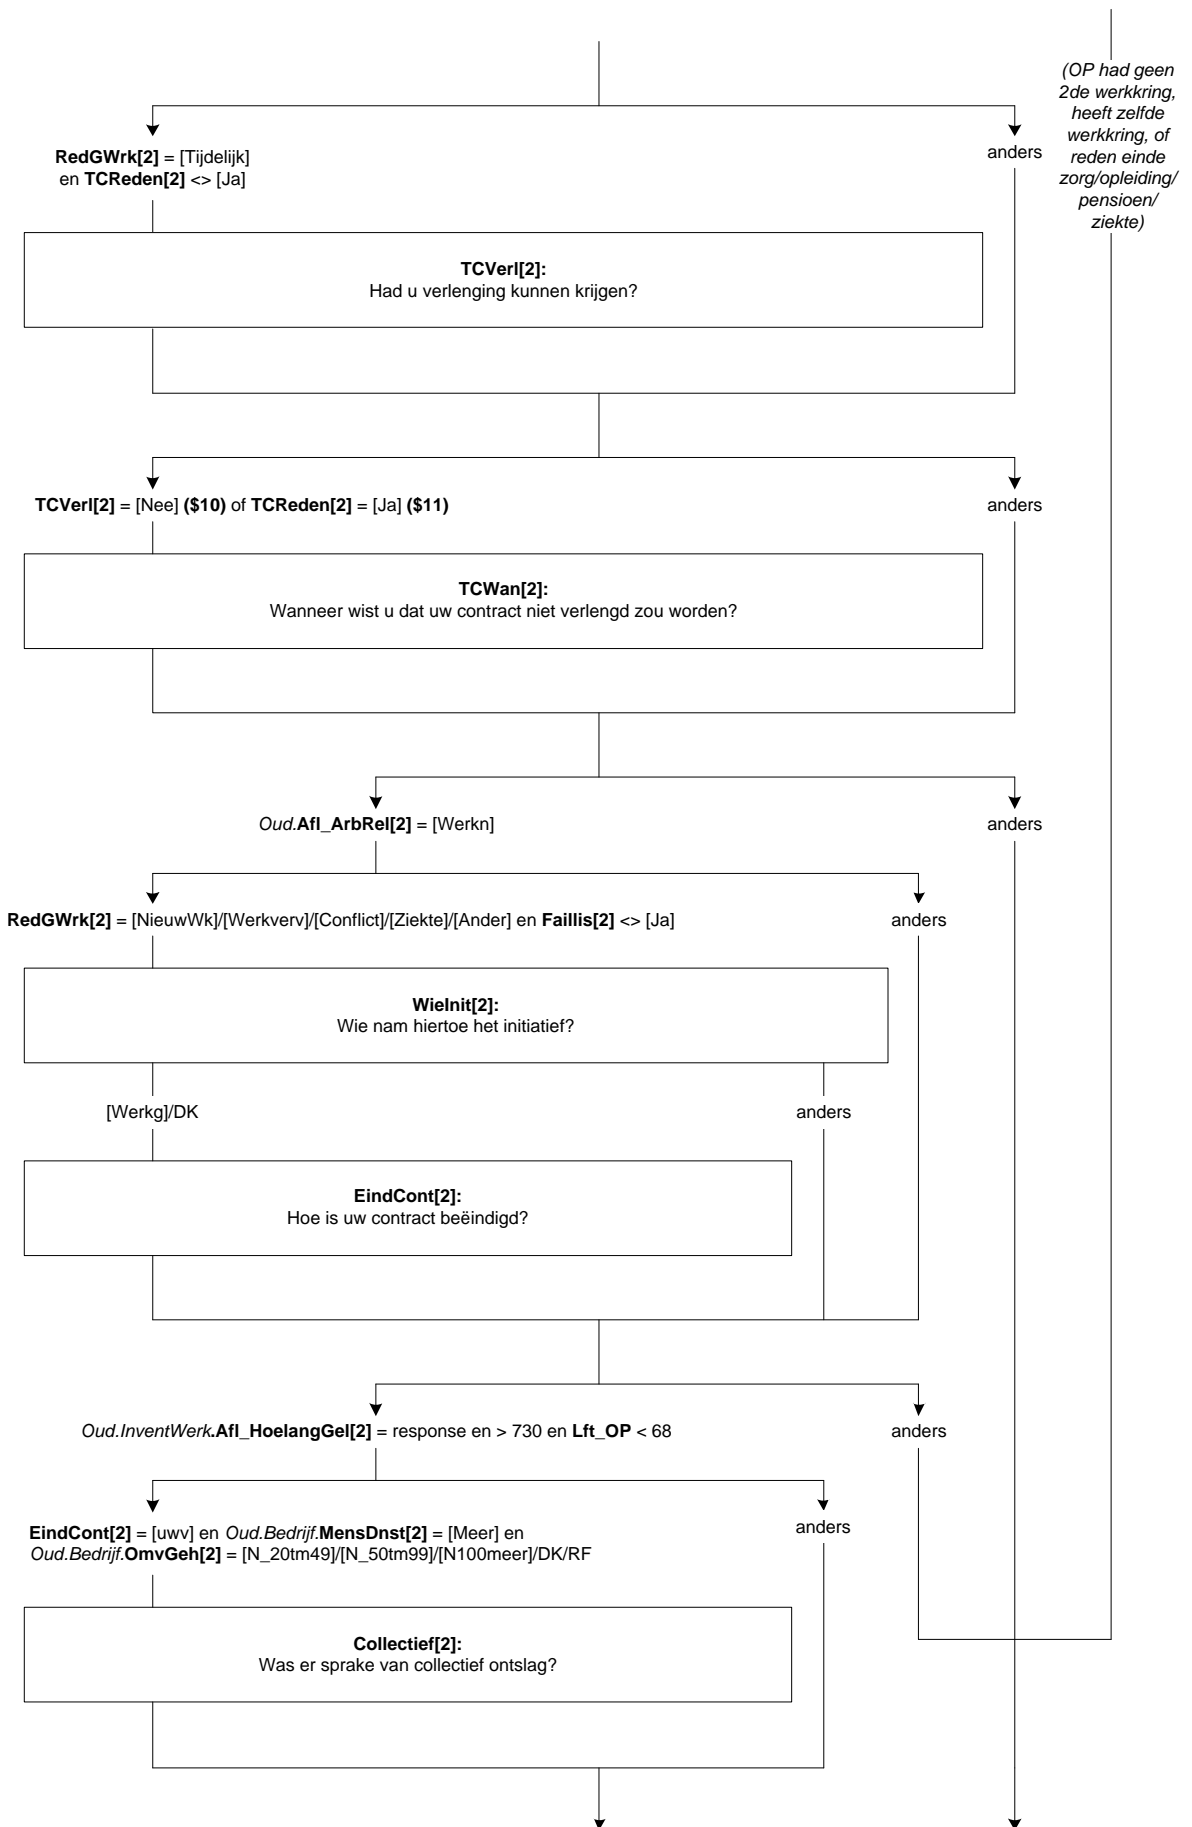 (OP had geen
2de werkkring,
heeft zelfde
werkkring, of
reden einde
zorg/opleiding/
pensioen/
ziekte)
RedGWrk[2] = [Tijdelijk]
en TCReden[2] <> [Ja]
anders
TCVerl[2]:
Had u verlenging kunnen krijgen?
TCVerl[2] = [Nee] ($10) of TCReden[2] = [Ja] ($11)
anders
TCWan[2]:
Wanneer wist u dat uw contract niet verlengd zou worden?
Oud.Afl_ArbRel[2] = [Werkn]
anders
RedGWrk[2] = [NieuwWk]/[Werkverv]/[Conflict]/[Ziekte]/[Ander] en Faillis[2] <> [Ja]
anders
WieInit[2]:
Wie nam hiertoe het initiatief?
[Werkg]/DK
anders
EindCont[2]:
Hoe is uw contract beëindigd?
Oud.InventWerk.Afl_HoelangGel[2] = response en > 730 en Lft_OP < 68
anders
EindCont[2] = [uwv] en Oud.Bedrijf.MensDnst[2] = [Meer] en
Oud.Bedrijf.OmvGeh[2] = [N_20tm49]/[N_50tm99]/[N100meer]/DK/RF
anders
Collectief[2]:
Was er sprake van collectief ontslag?